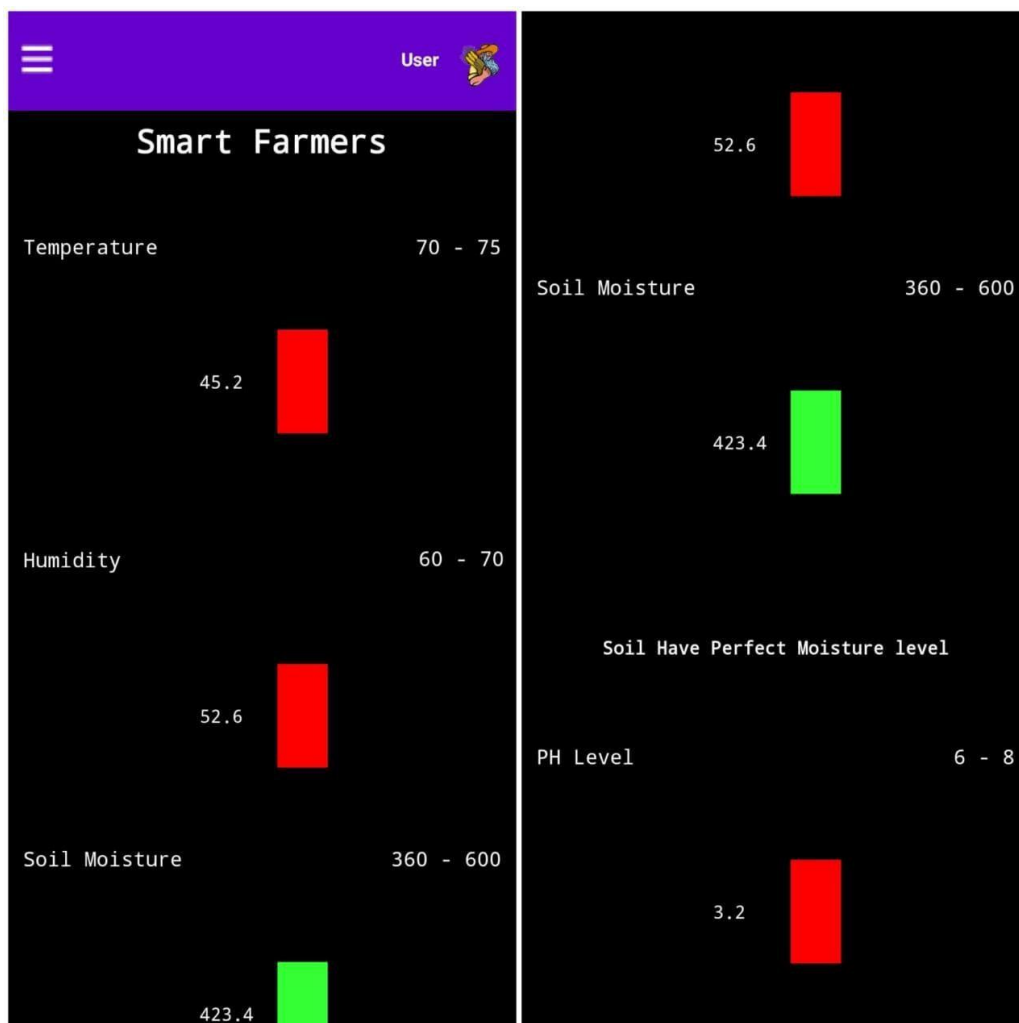 User
Smart Farmers
Temperature 70 - 75
45.2
Humidity 60 - 70
52.6
Soil Moisture 360 - 600
423.4
52.6
Soil Moisture 360 - 600
423.4
Soil Have Perfect Moisture level
PH Level 6 - 8
3.2